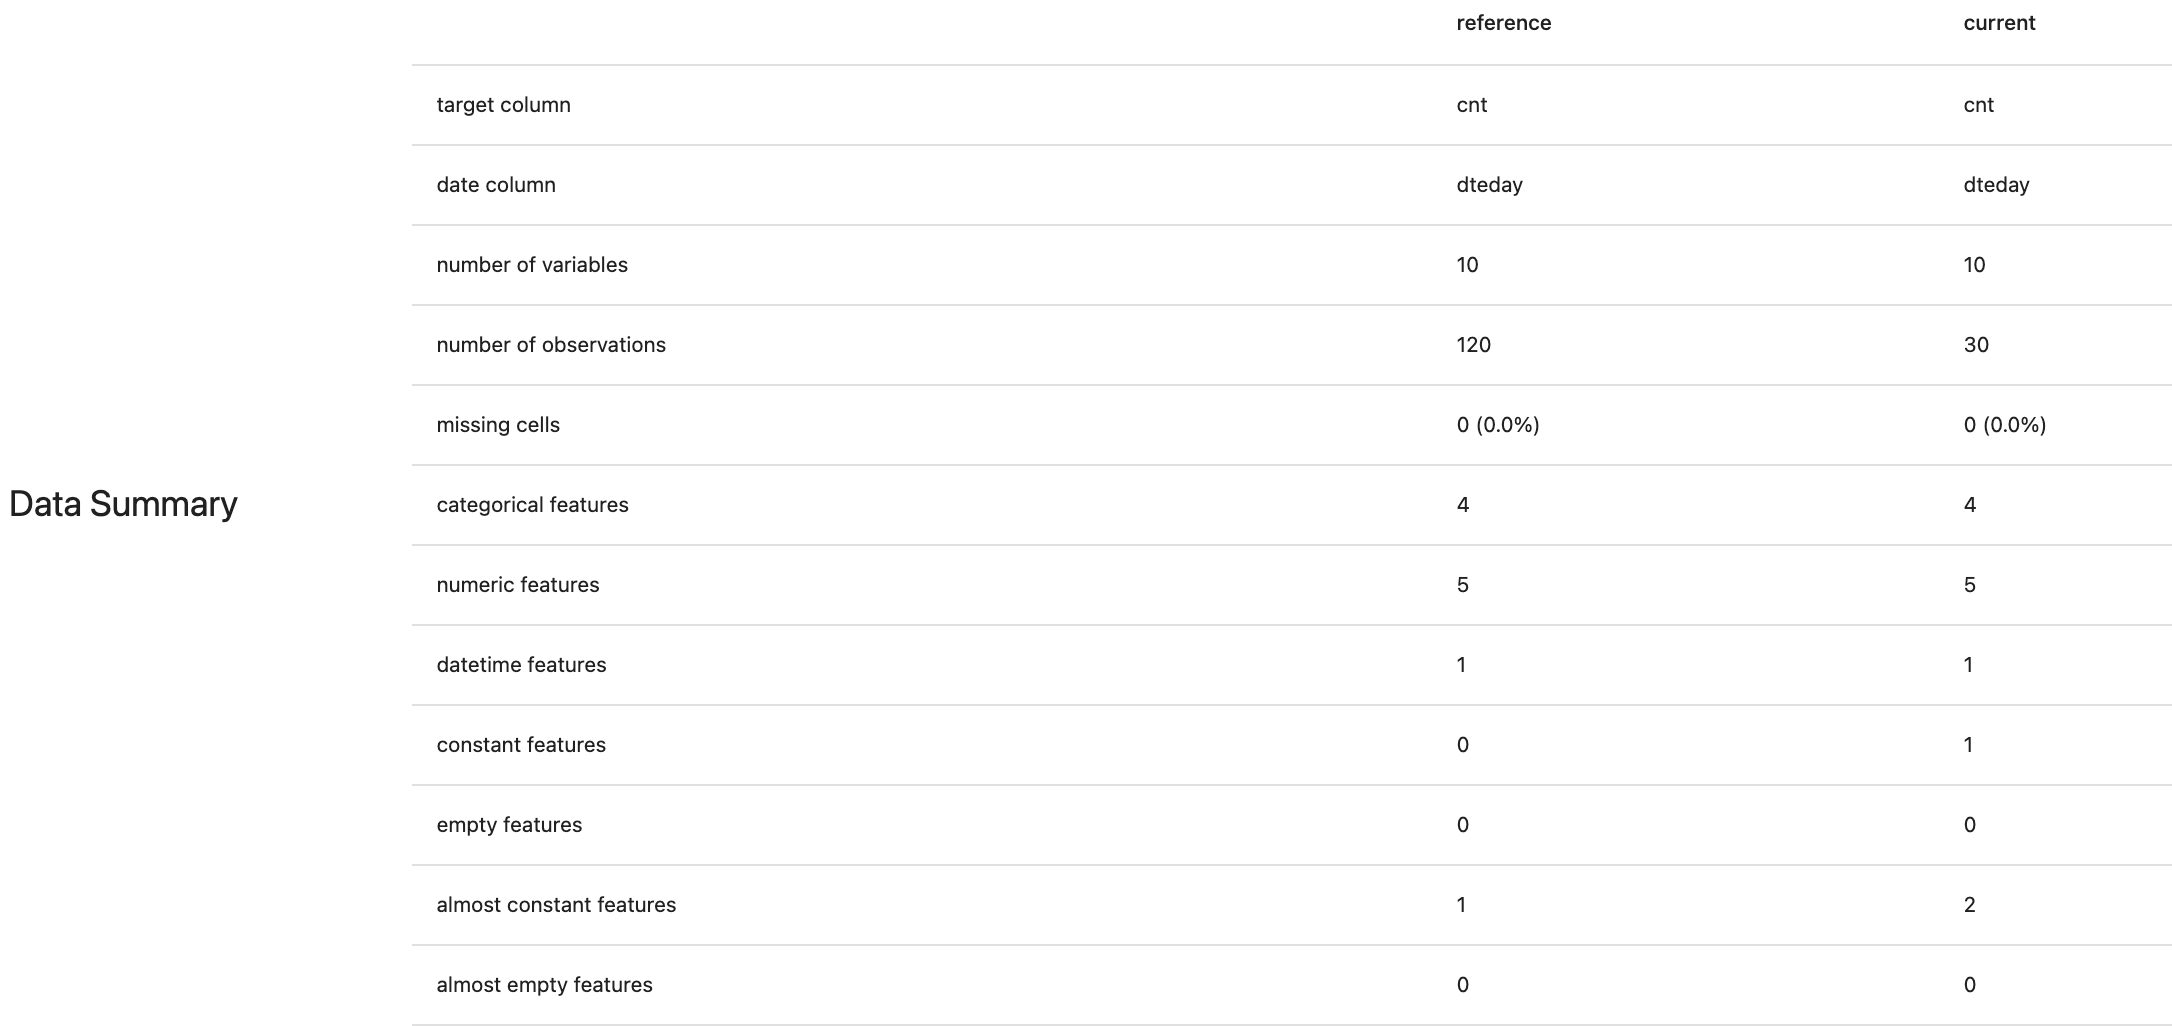 reference current
target column cnt cnt
date column dteday dteday
number of variables 10 10
number of observations 120 30
missing cells 0 (0.0%) 0 (0.0%)
Data Summary
categorical features 4 4
numeric features 5 5
datetime features 1 1
constant features 0 1
empty features 0 0
almost constant features 1 2
almost empty features 0 0